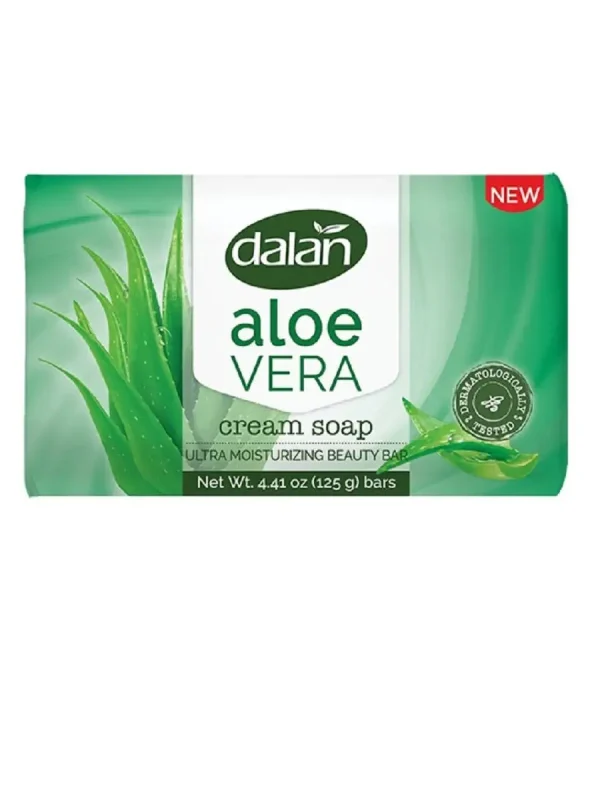 NEW
dalan
aloe
VERA
cream soap
ULTRA MOISTURIZING BEAUTY BAR
Net Wt. 4.41 oz (125 g) bars
DERMATOLOGICALLY
TESTED